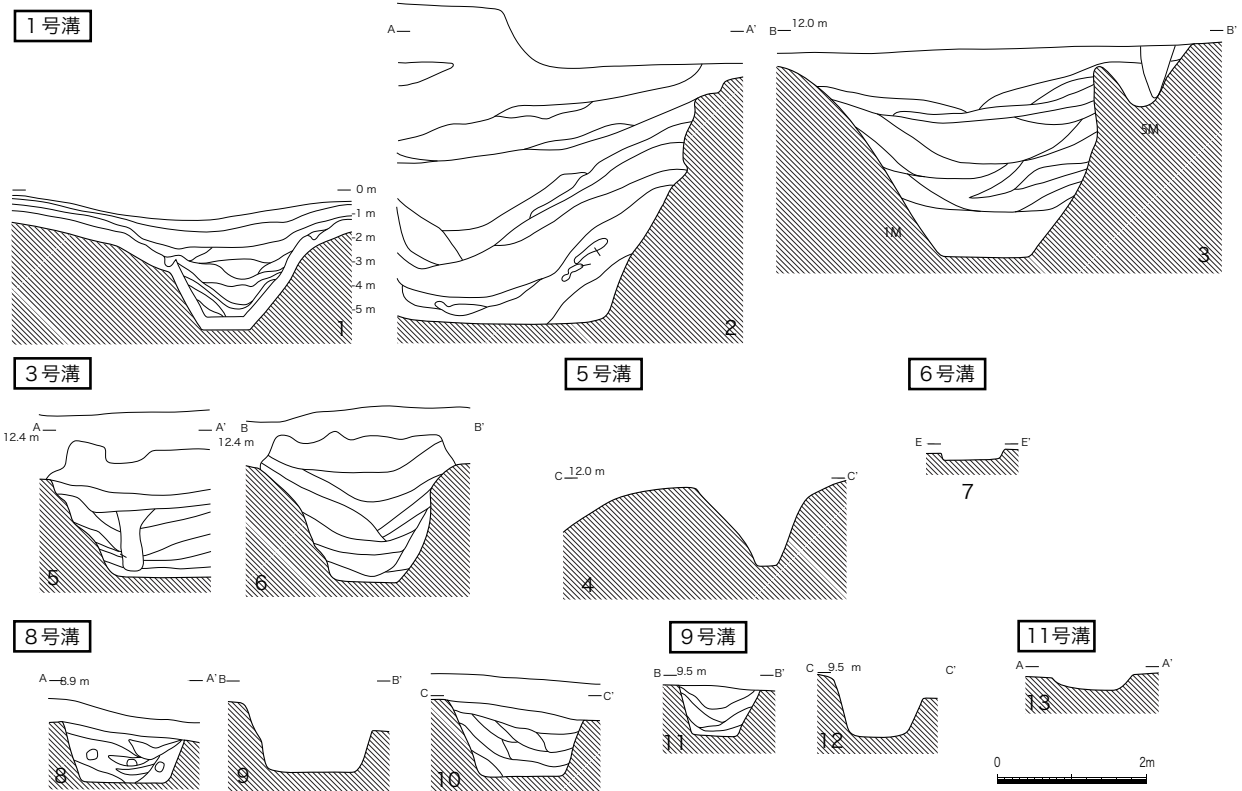 １号溝
A A'
B 12.0 m B'
0 m
-1 m
-2 m
-3 m
-4 m
-5 m
5M
1M
1
2
3
３号溝
５号溝
６号溝
A A'
12.4 m
B B'
12.4 m
C 12.0 m C'
E E'
5
6
4
7
８号溝
９号溝
11号溝
A 8.9 m A'
B B'
C C'
B 9.5 m B'
C 9.5 m C'
A A'
8
9
10
11
12
13
0 2m